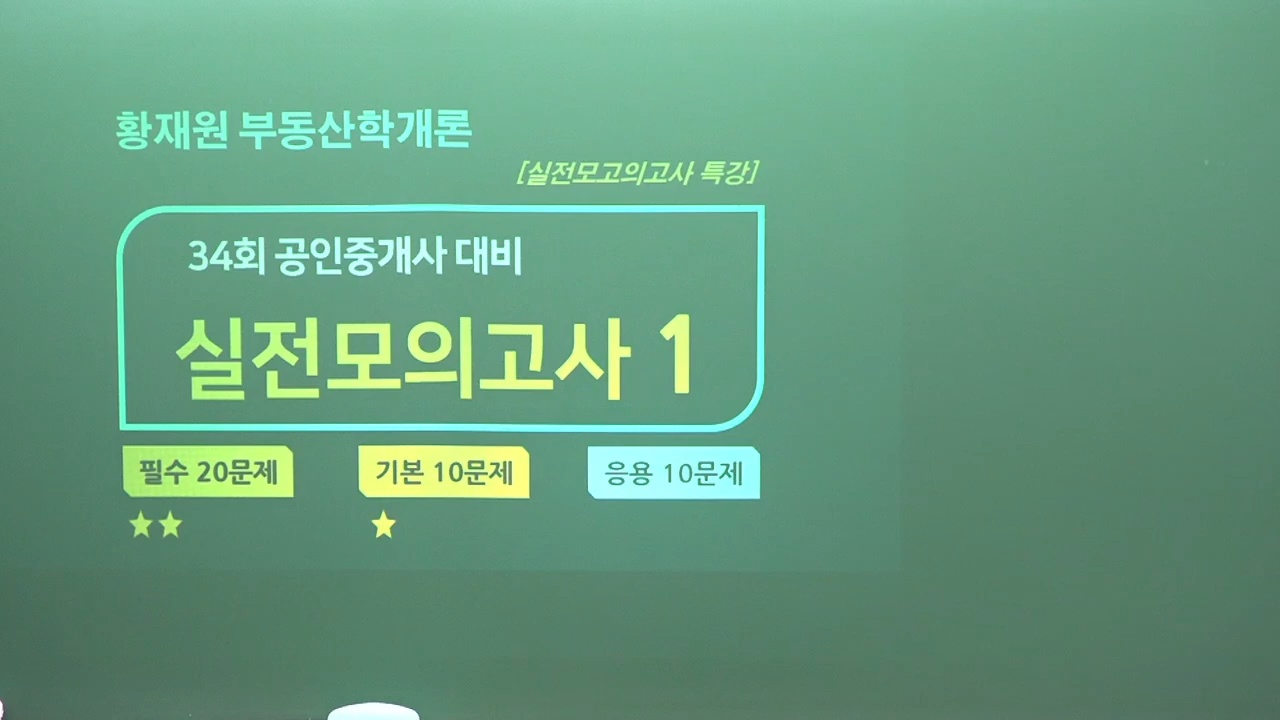 황재원 부동산학개론
[실전모고의고사 특강]
34회 공인중개사 대비
실전모의고사 1
필수 20문제
기본 10문제
응용 10문제